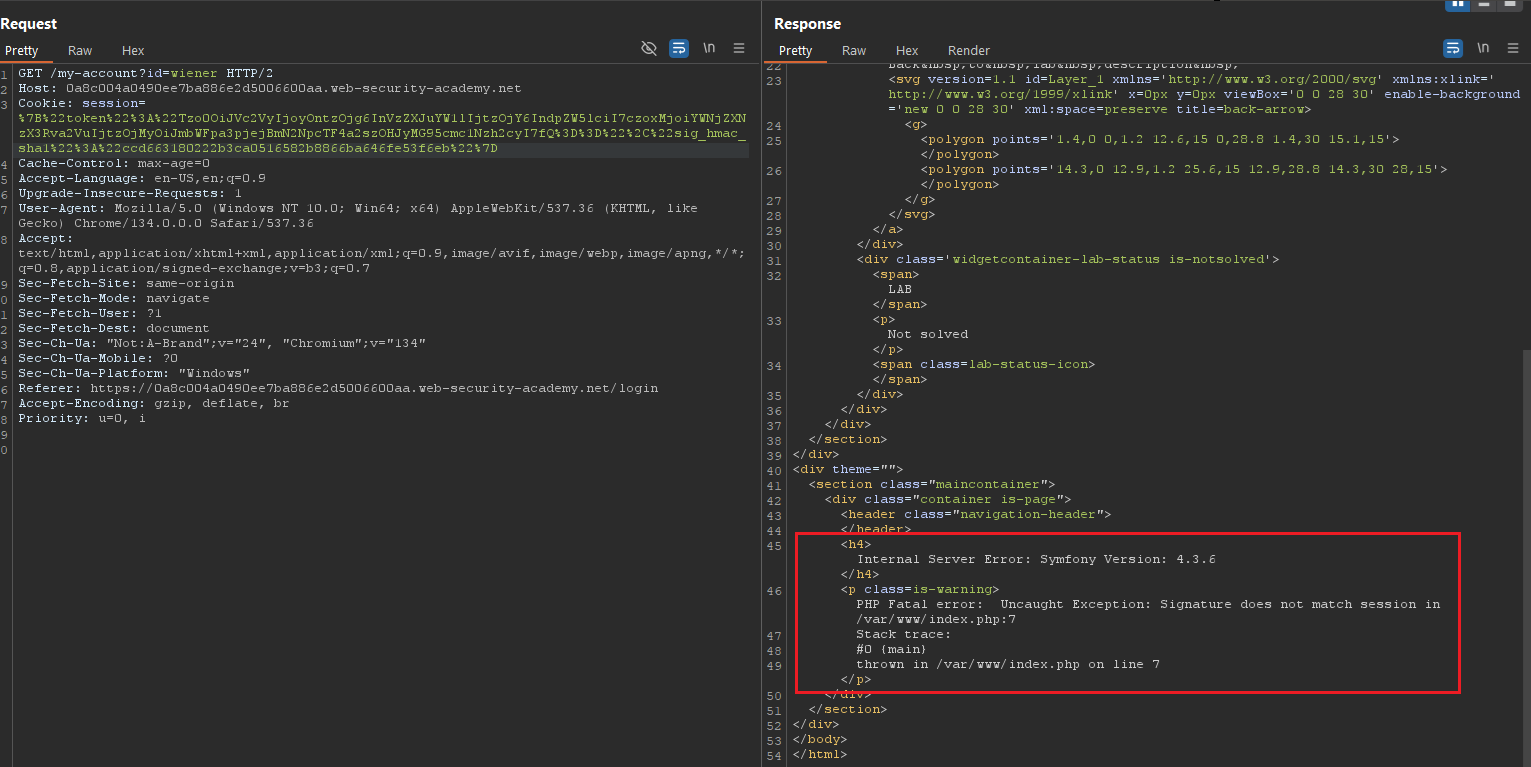 Request
Pretty Raw Hex
\n
1 GET /my-account?id=wiener HTTP/2
2 Host: 0a8c004a0490ee7ba886e2d5006600aa.web-security-academy.net
3 Cookie: session=
%7B%22token%22%3A%22Tzo0OiJVc2VyIjoyOntzOjg6InVzZXJuYW1lIjtzOjY6IndpZW5lciI7czoxMjoiYWNjZXN
zX3Rva2VuIjtzOjMyOiJmbWFpa3pjejBmN2NpcTF4a2szOHJyMG95cmc1Nzh2cyI7fQ%3D%3D%22%2C%22sig_hmac_
sha1%22%3A%22ccd663180222b3ca0516582b8866ba646fe53f6eb%22%7D
4 Cache-Control: max-age=0
5 Accept-Language: en-US,en;q=0.9
6 Upgrade-Insecure-Requests: 1
7 User-Agent: Mozilla/5.0 (Windows NT 10.0; Win64; x64) AppleWebKit/537.36 (KHTML, like
Gecko) Chrome/134.0.0.0 Safari/537.36
8 Accept:
text/html,application/xhtml+xml,application/xml;q=0.9,image/avif,image/webp,image/apng,*/*;
q=0.8,application/signed-exchange;v=b3;q=0.7
9 Sec-Fetch-Site: same-origin
0 Sec-Fetch-Mode: navigate
1 Sec-Fetch-User: ?1
2 Sec-Fetch-Dest: document
3 Sec-Ch-Ua: "Not:A-Brand";v="24", "Chromium";v="134"
4 Sec-Ch-Ua-Mobile: ?0
5 Sec-Ch-Ua-Platform: "Windows"
6 Referer: https://0a8c004a0490ee7ba886e2d5006600aa.web-security-academy.net/login
7 Accept-Encoding: gzip, deflate, br
8 Priority: u=0, i
9
0
Response
Pretty Raw Hex Render
\n
22 Back&nbsp;to&nbsp;lab&nbsp;description&nbsp;
23 <svg version=1.1 id=Layer_1 xmlns='http://www.w3.org/2000/svg' xmlns:xlink='
http://www.w3.org/1999/xlink' x=0px y=0px viewBox='0 0 28 30' enable-background
='new 0 0 28 30' xml:space=preserve title=back-arrow>
24 <g>
25 <polygon points='1.4,0 0,1.2 12.6,15 0,28.8 1.4,30 15.1,15'>
</polygon>
26 <polygon points='14.3,0 12.9,1.2 25.6,15 12.9,28.8 14.3,30 28,15'>
</polygon>
27 </g>
28 </svg>
29 </a>
30 </div>
31 <div class='widgetcontainer-lab-status is-notsolved'>
32 <span>
LAB
</span>
33 <p>
Not solved
</p>
34 <span class=lab-status-icon>
</span>
35 </div>
36 </div>
37 </div>
38 </section>
39 </div>
40 <div theme="">
41 <section class="maincontainer">
42 <div class="container is-page">
43 <header class="navigation-header">
44 </header>
45 <h4>
Internal Server Error: Symfony Version: 4.3.6
</h4>
46 <p class=is-warning>
PHP Fatal error:  Uncaught Exception: Signature does not match session in
/var/www/index.php:7
47 Stack trace:
48 #0 {main}
49 thrown in /var/www/index.php on line 7
</p>
50 </div>
51 </section>
52 </div>
53 </body>
54 </html>